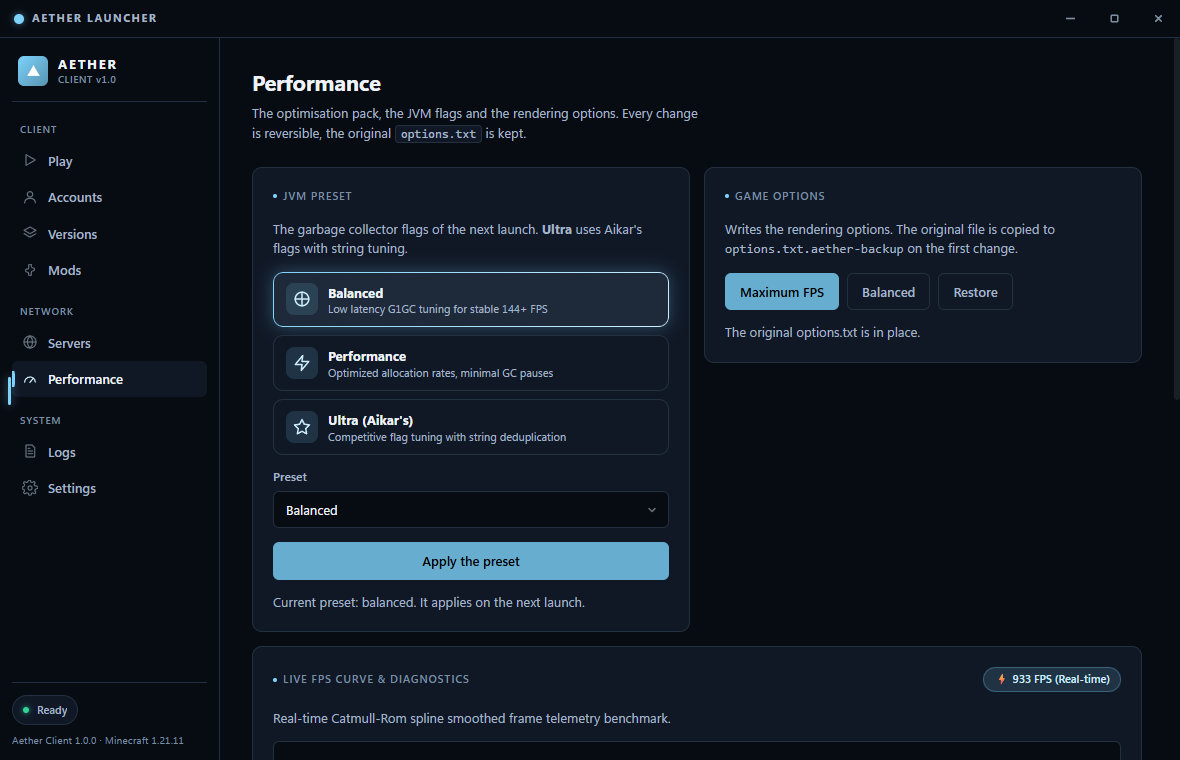 AETHER LAUNCHER
AETHER
CLIENT v1.0
CLIENT
Play
Accounts
Versions
Mods
NETWORK
Servers
Performance
SYSTEM
Logs
Settings
Ready
Aether Client 1.0.0 · Minecraft 1.21.11
Performance
The optimisation pack, the JVM flags and the rendering options. Every change
is reversible, the original options.txt is kept.
JVM PRESET
The garbage collector flags of the next launch. Ultra uses Aikar's
flags with string tuning.
Balanced
Low latency G1GC tuning for stable 144+ FPS
Performance
Optimized allocation rates, minimal GC pauses
Ultra (Aikar's)
Competitive flag tuning with string deduplication
Preset
Balanced
Apply the preset
Current preset: balanced. It applies on the next launch.
GAME OPTIONS
Writes the rendering options. The original file is copied to
options.txt.aether-backup on the first change.
Maximum FPS Balanced Restore
The original options.txt is in place.
LIVE FPS CURVE & DIAGNOSTICS
933 FPS (Real-time)
Real-time Catmull-Rom spline smoothed frame telemetry benchmark.